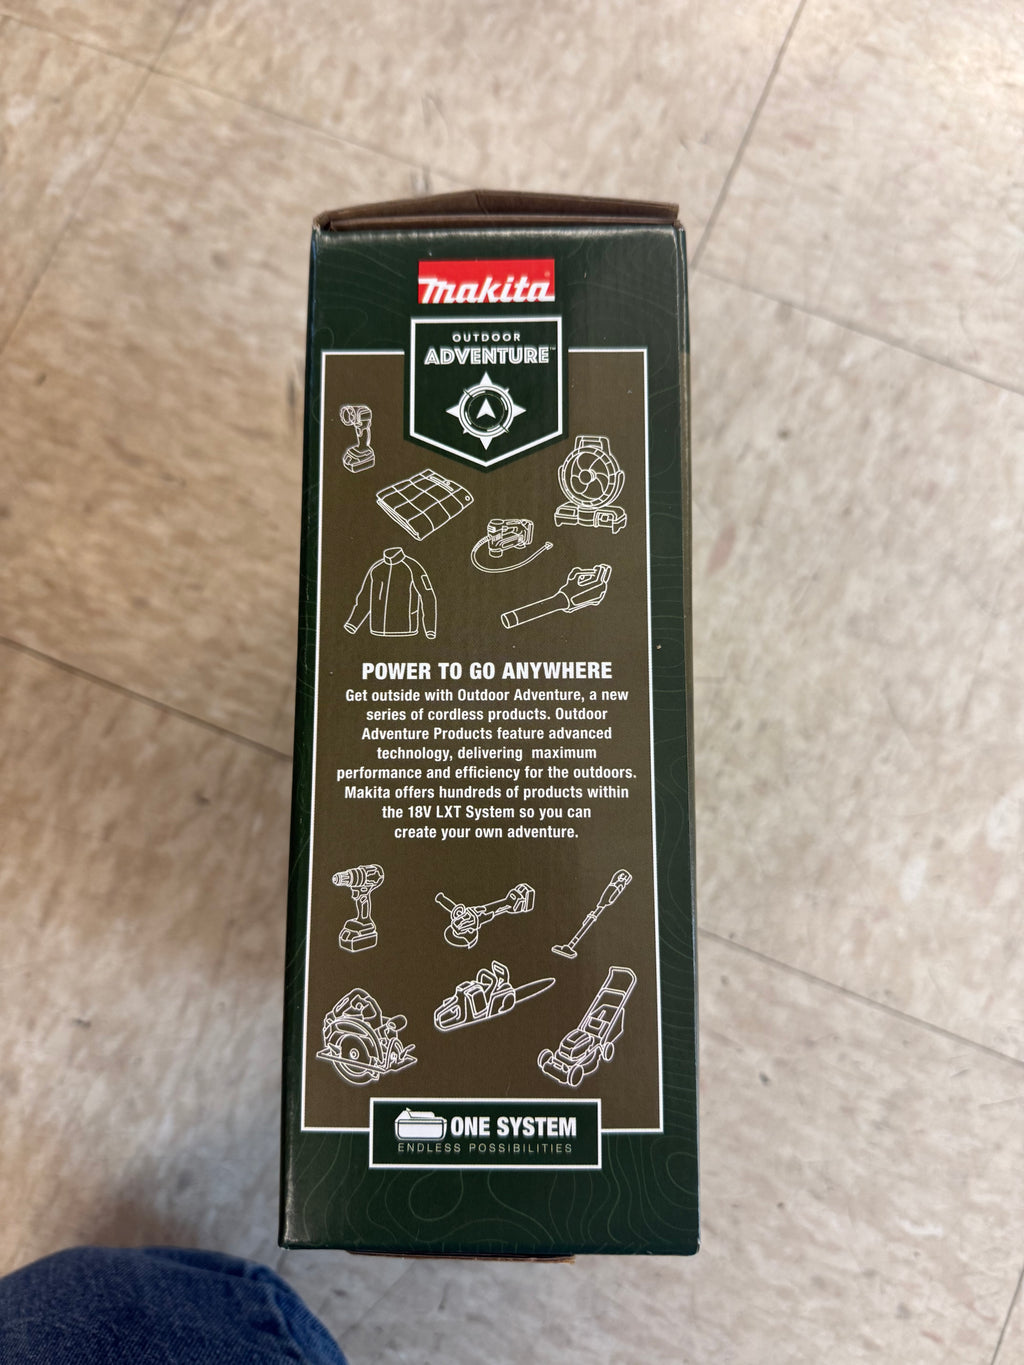 makita
OUTDOOR
ADVENTURE™
POWER TO GO ANYWHERE
Get outside with Outdoor Adventure, a new
series of cordless products. Outdoor
Adventure Products feature advanced
technology, delivering maximum
performance and efficiency for the outdoors.
Makita offers hundreds of products within
the 18V LXT System so you can
create your own adventure.
ONE SYSTEM
ENDLESS POSSIBILITIES